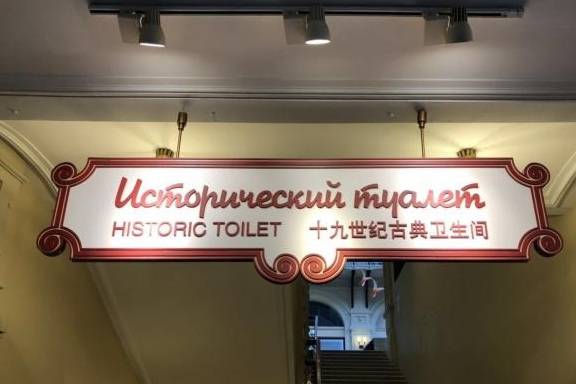 Исторический туалет
HISTORIC TOILET 十九世纪古典卫生间